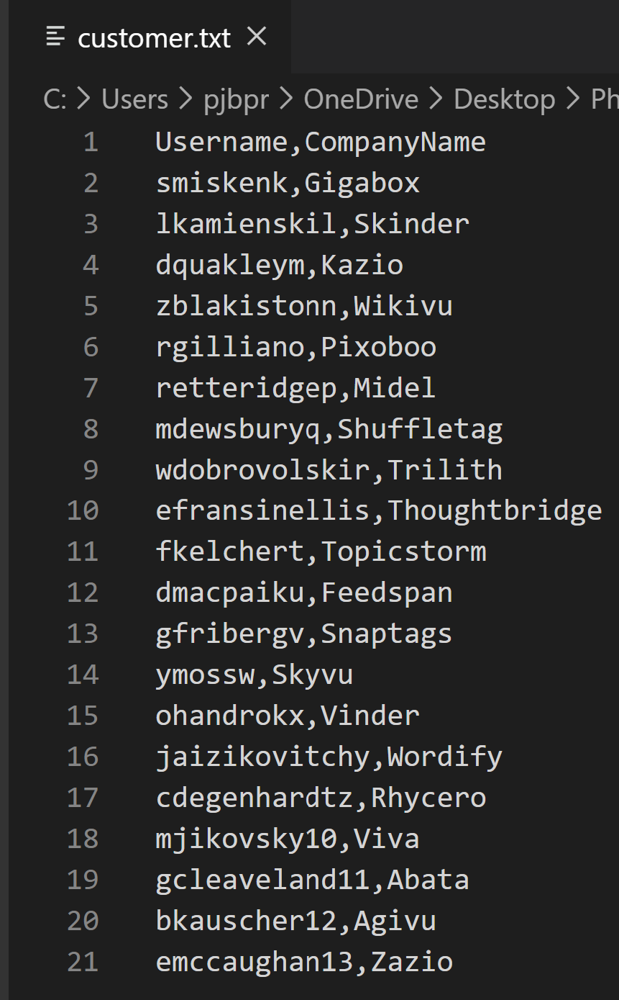 customer.txt
C: > Users > pjbpr > OneDrive > Desktop > Ph
1 Username,CompanyName
2 smiskenk,Gigabox
3 lkamienskil,Skinder
4 dquakleym,Kazio
5 zblakistonn,Wikivu
6 rgilliano,Pixoboo
7 retteridgep,Midel
8 mdewsburyq,Shuffletag
9 wdobrovolskir,Trilith
10 efransinellis,Thoughtbridge
11 fkelchert,Topicstorm
12 dmacpaiku,Feedspan
13 gfribergv,Snaptags
14 ymossw,Skyvu
15 ohandrokx,Vinder
16 jaizikovitchy,Wordify
17 cdegenhardtz,Rhycero
18 mjikovsky10,Viva
19 gcleaveland11,Abata
20 bkauscher12,Agivu
21 emccaughan13,Zazio